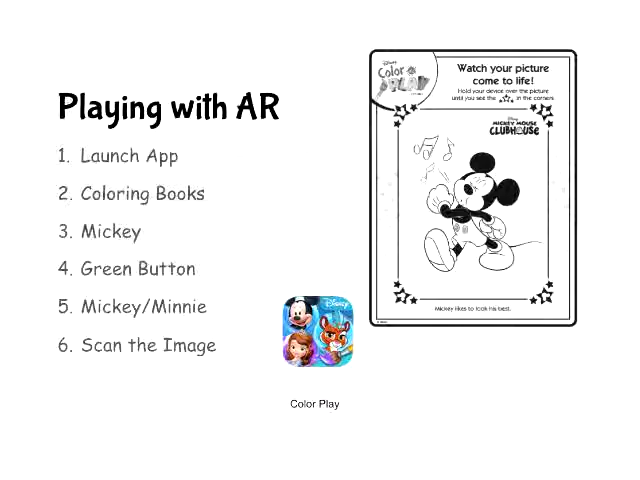 Playing with AR
1. Launch App
2. Coloring Books
3. Mickey
4. Green Button
5. Mickey/Minnie
6. Scan the Image
Disney
Color Play
Disney
Color
PLAY
Watch your picture
come to life!
Hold your device over the picture
until you see the in the corners
Disney
MICKEY MOUSE
CLUBHOUSE
Mickey likes to look his best.